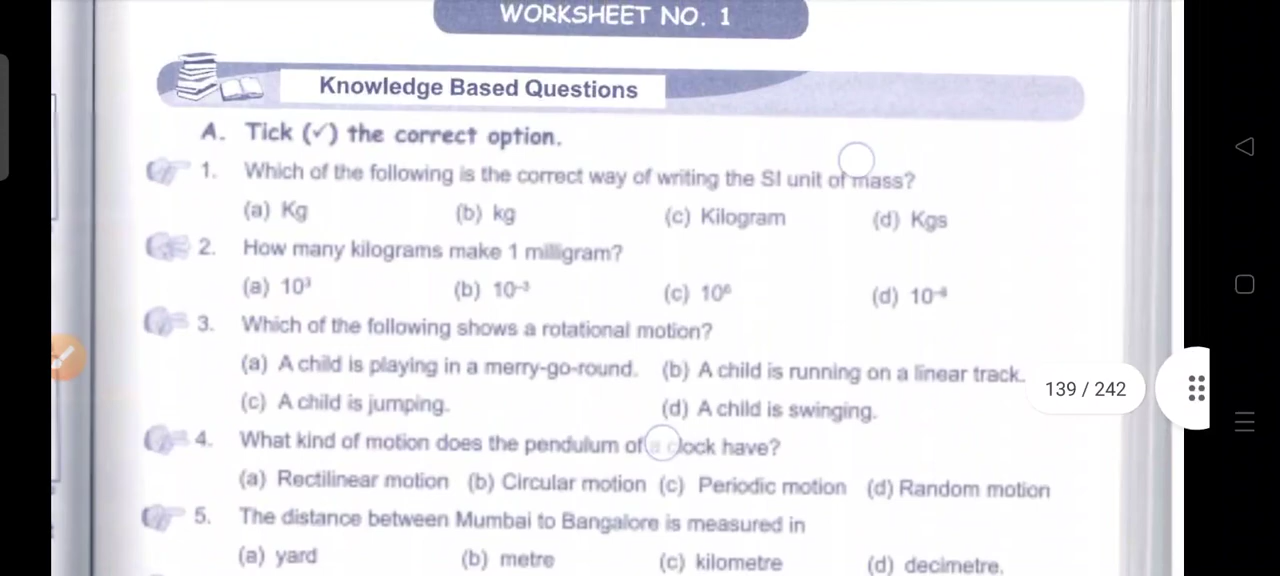 WORKSHEET NO. 1
Knowledge Based Questions
A. Tick (✓) the correct option.
1. Which of the following is the correct way of writing the SI unit of mass?
(a) Kg (b) kg (c) Kilogram (d) Kgs
2. How many kilograms make 1 milligram?
(a) 10³ (b) 10⁻³ (c) 10⁶ (d)
3. Which of the following shows a rotational motion?
(a) A child is playing in a merry-go-round. (b) A child is running on a linear track.
139 / 242
(c) A child is jumping. (d) A child is swinging.
4. What kind of motion does the pendulum of a clock have?
(a) Rectilinear motion (b) Circular motion (c) Periodic motion (d) Random motion
5. The distance between Mumbai to Bangalore is measured in
(a) yard (b) metre (c) kilometre (d) decimetre.